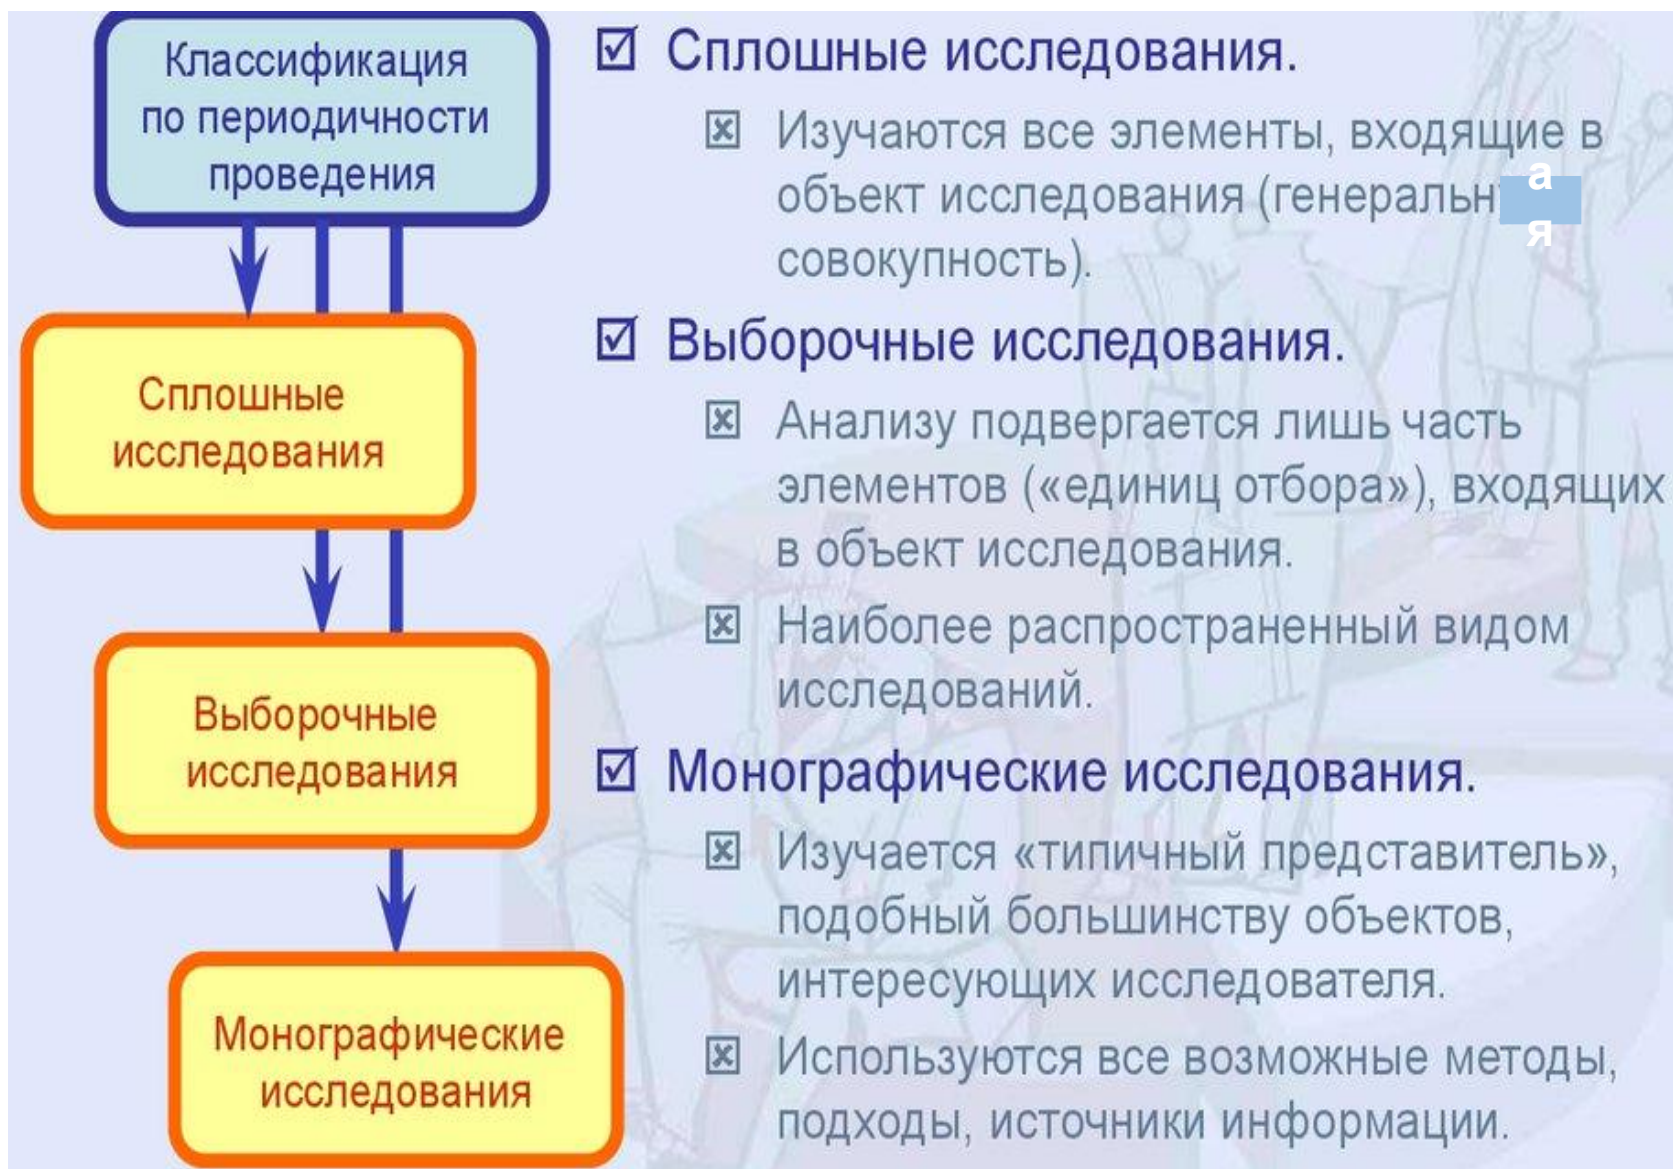 Классификация
по периодичности
проведения
Сплошные
исследования
Выборочные
исследования
Монографические
исследования
Сплошные исследования.
Изучаются все элементы, входящие в
объект исследования (генеральн
а
я
совокупность).
Выборочные исследования.
Анализу подвергается лишь часть
элементов («единиц отбора»), входящих
в объект исследования.
Наиболее распространенный видом
исследований.
Монографические исследования.
Изучается «типичный представитель»,
подобный большинству объектов,
интересующих исследователя.
Используются все возможные методы,
подходы, источники информации.